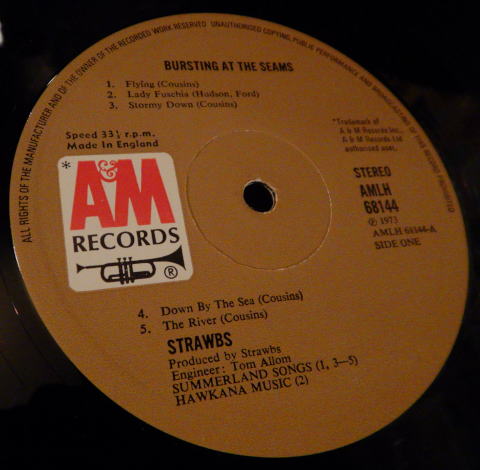 ALL RIGHTS OF THE MANUFACTURER AND OF THE OWNER OF THE RECORDED WORK RESERVED UNAUTHORISED COPYING, PUBLIC PERFORMANCE AND BROADCASTING OF THIS RECORD PROHIBITED
BURSTING AT THE SEAMS
1. Flying (Cousins)
2. Lady Fuschia (Hudson, Ford)
3. Stormy Down (Cousins)
Speed 33⅓ r.p.m.
Made In England
*Trademark of
A & M Records Inc.,
A & M Records Ltd
authorised user.
* A&M
RECORDS
®
STEREO
AMLH
68144
℗ 1973
AMLH 68144-A
SIDE ONE
4. Down By The Sea (Cousins)
5. The River (Cousins)
STRAWBS
Produced by Strawbs
Engineer: Tom Allom
SUMMERLAND SONGS (1, 3—5)
HAWKANA MUSIC (2)